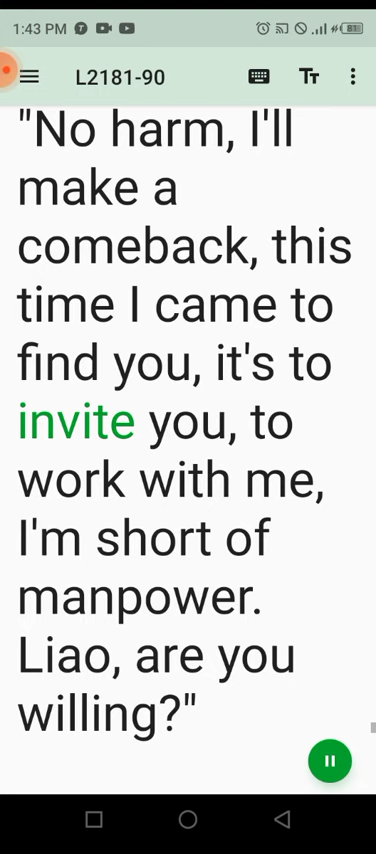 1:43 PM
81
L2181-90
"No harm, I'll
make a
comeback, this
time I came to
find you, it's to
invite you, to
work with me,
I'm short of
manpower.
Liao, are you
willing?"